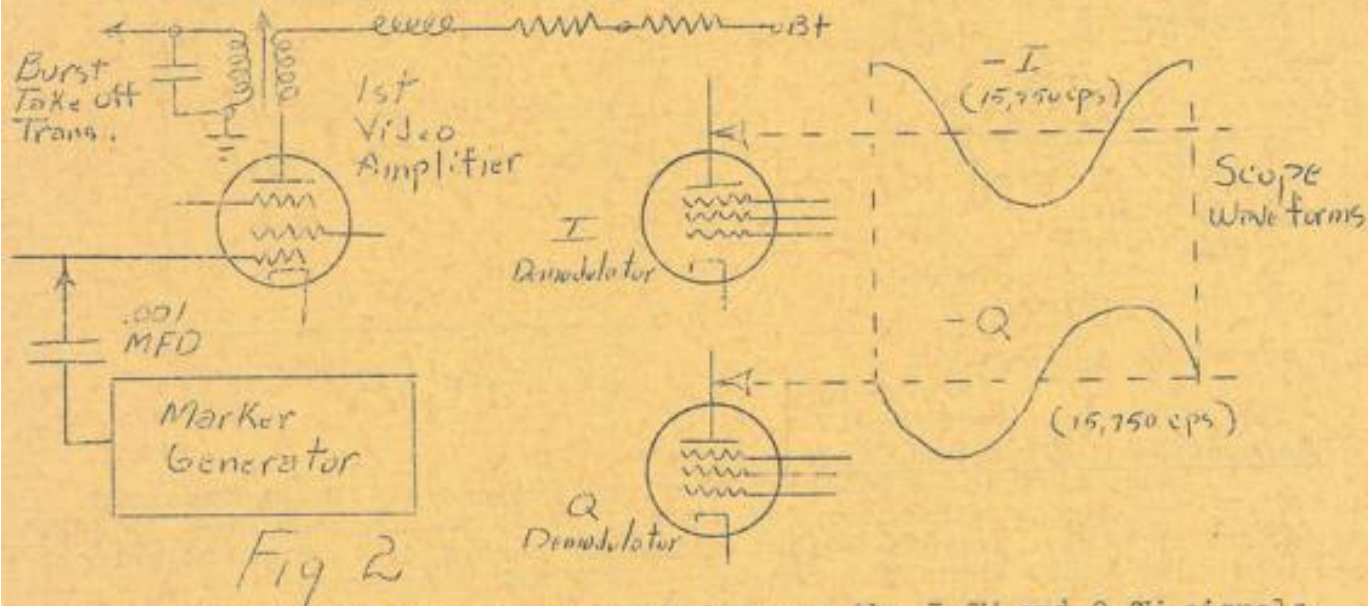 B+
Burst
Take off
Trans.
1st
Video
Amplifier
- I
(15,750 cps)
Scope
Wave forms
I
Demodulator
.001
MFD
- Q
(15,750 cps)
Marker
Generator
Q
Demodulator
Fig 2